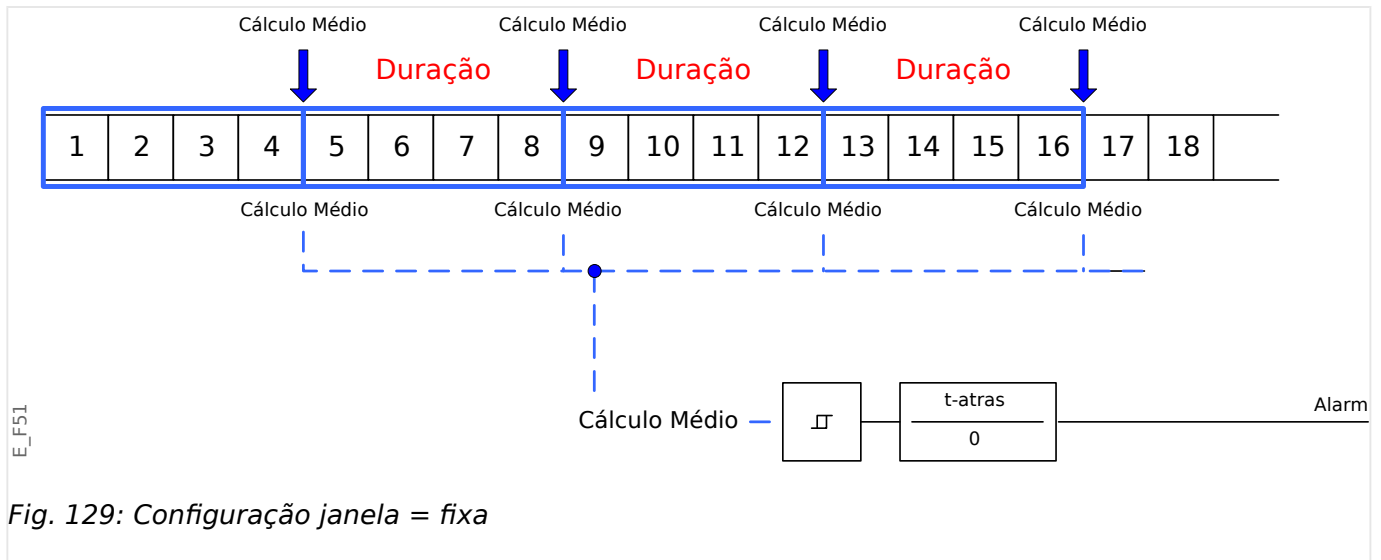 Cálculo Médio Cálculo Médio Cálculo Médio Cálculo Médio
Duração Duração Duração
1 2 3 4 5 6 7 8 9 10 11 12 13 14 15 16 17 18
Cálculo Médio Cálculo Médio Cálculo Médio Cálculo Médio
t-atras
Alarm
Cálculo Médio
0
E_F51
Fig. 129: Configuração janela = fixa